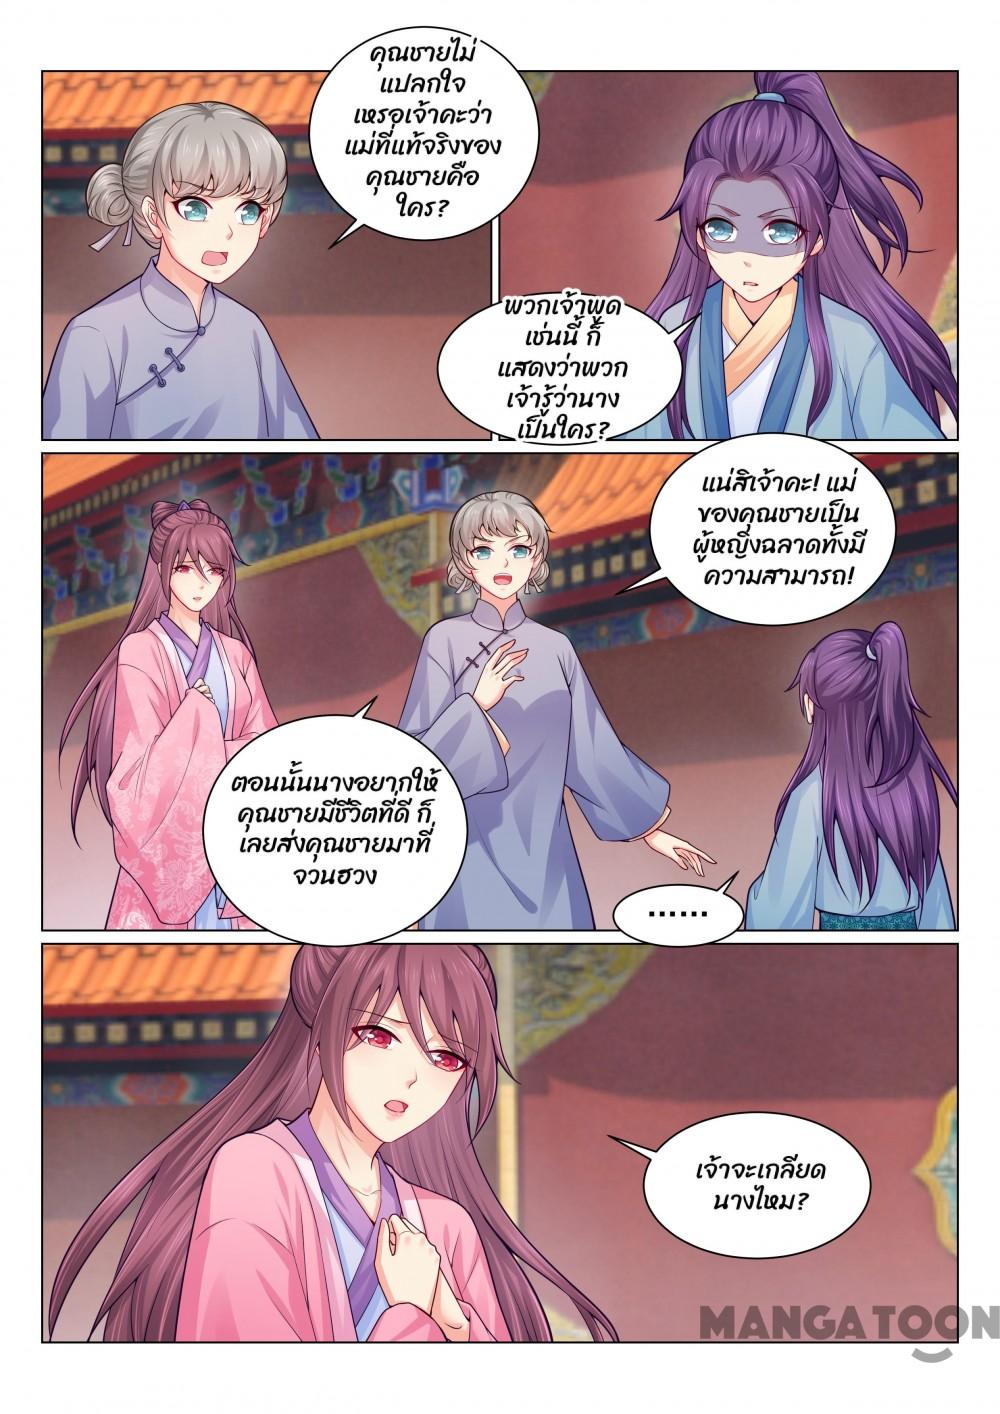 คุณชายไม่
แปลกใจ
เหรอเจ้าคะว่า
แม่ที่แท้จริงของ
คุณชายคือ
ใคร?
พวกเจ้าพูด
เช่นนี้ ก็
แสดงว่าพวก
เจ้ารู้ว่านาง
เป็นใคร?
แน่สิเจ้าคะ! แม่
ของคุณชายเป็น
ผู้หญิงฉลาดทั้งมี
ความสามารถ!
ตอนนั้นนางอยากให้
คุณชายมีชีวิตที่ดี ก็
เลยส่งคุณชายมาที่
จวนฮวง
......
เจ้าจะเกลียด
นางไหม?
MANGATOON